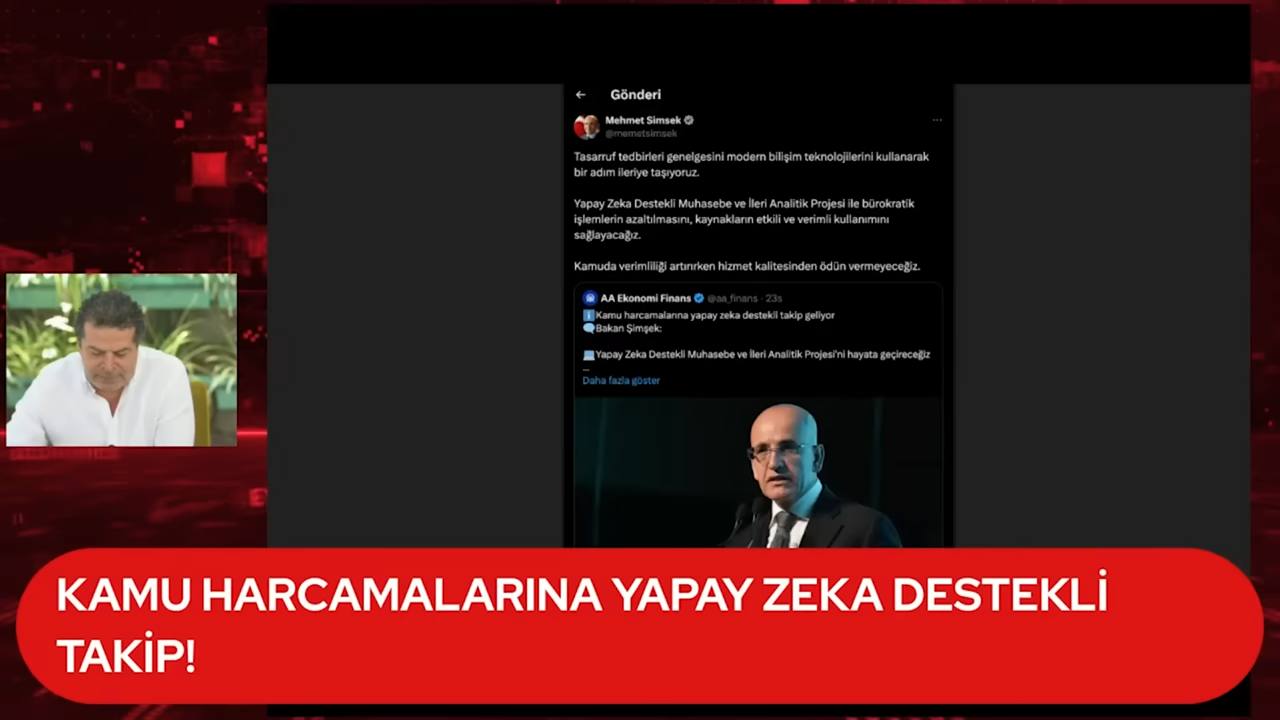 Gönderi
Mehmet Simsek
@memetsimsek
Tasarruf tedbirleri genelgesini modern bilişim teknolojilerini kullanarak
bir adım ileriye taşıyoruz.
Yapay Zeka Destekli Muhasebe ve İleri Analitik Projesi ile bürokratik
işlemlerin azaltılmasını, kaynakların etkili ve verimli kullanımını
sağlayacağız.
Kamuda verimliliği artırırken hizmet kalitesinden ödün vermeyeceğiz.
AA Ekonomi Finans @aa_finans · 23s
Kamu harcamalarına yapay zeka destekli takip geliyor
Bakan Şimşek:
Yapay Zeka Destekli Muhasebe ve İleri Analitik Projesi'ni hayata geçireceğiz
...
Daha fazla göster
KAMU HARCAMALARINA YAPAY ZEKA DESTEKLİ
TAKİP!